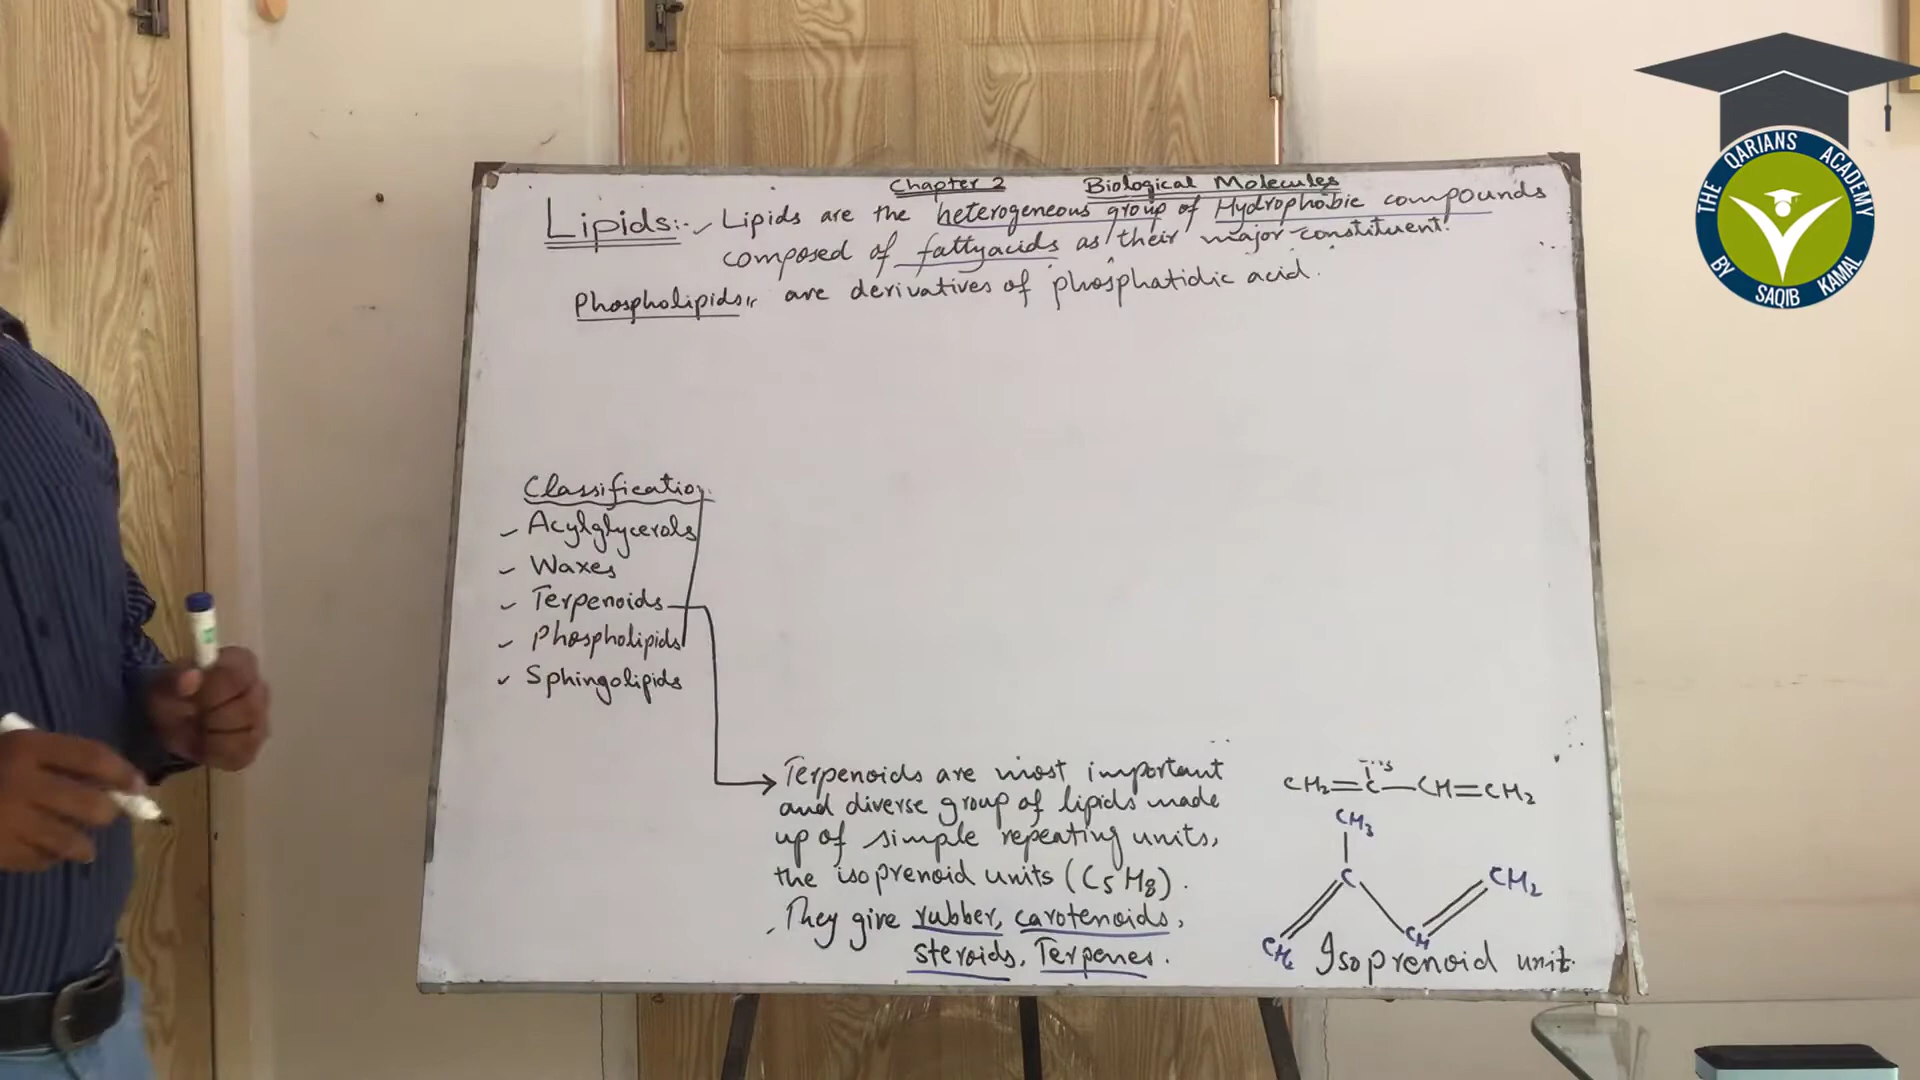 Chapter 2 Biological Molecules
Lipids:- Lipids are the heterogeneous group of Hydrophobic compounds
composed of fattyacids as their major constituent.
Phospholipids are derivatives of phosphatidic acid.
Classification
Acylglycerols
Waxes
Terpenoids
Phospholipids
Sphingolipids
Terpenoids are most important
and diverse group of lipids made
up of simple repeating units,
the isoprenoid units (C5H8).
They give rubber, carotenoids,
steroids, Terpenes.
CH2=C-CH=CH2
CH3
C
CH2
CH
CH2
Isoprenoid unit.
THE QARIANS ACADEMY
BY SAQIB KAMAL